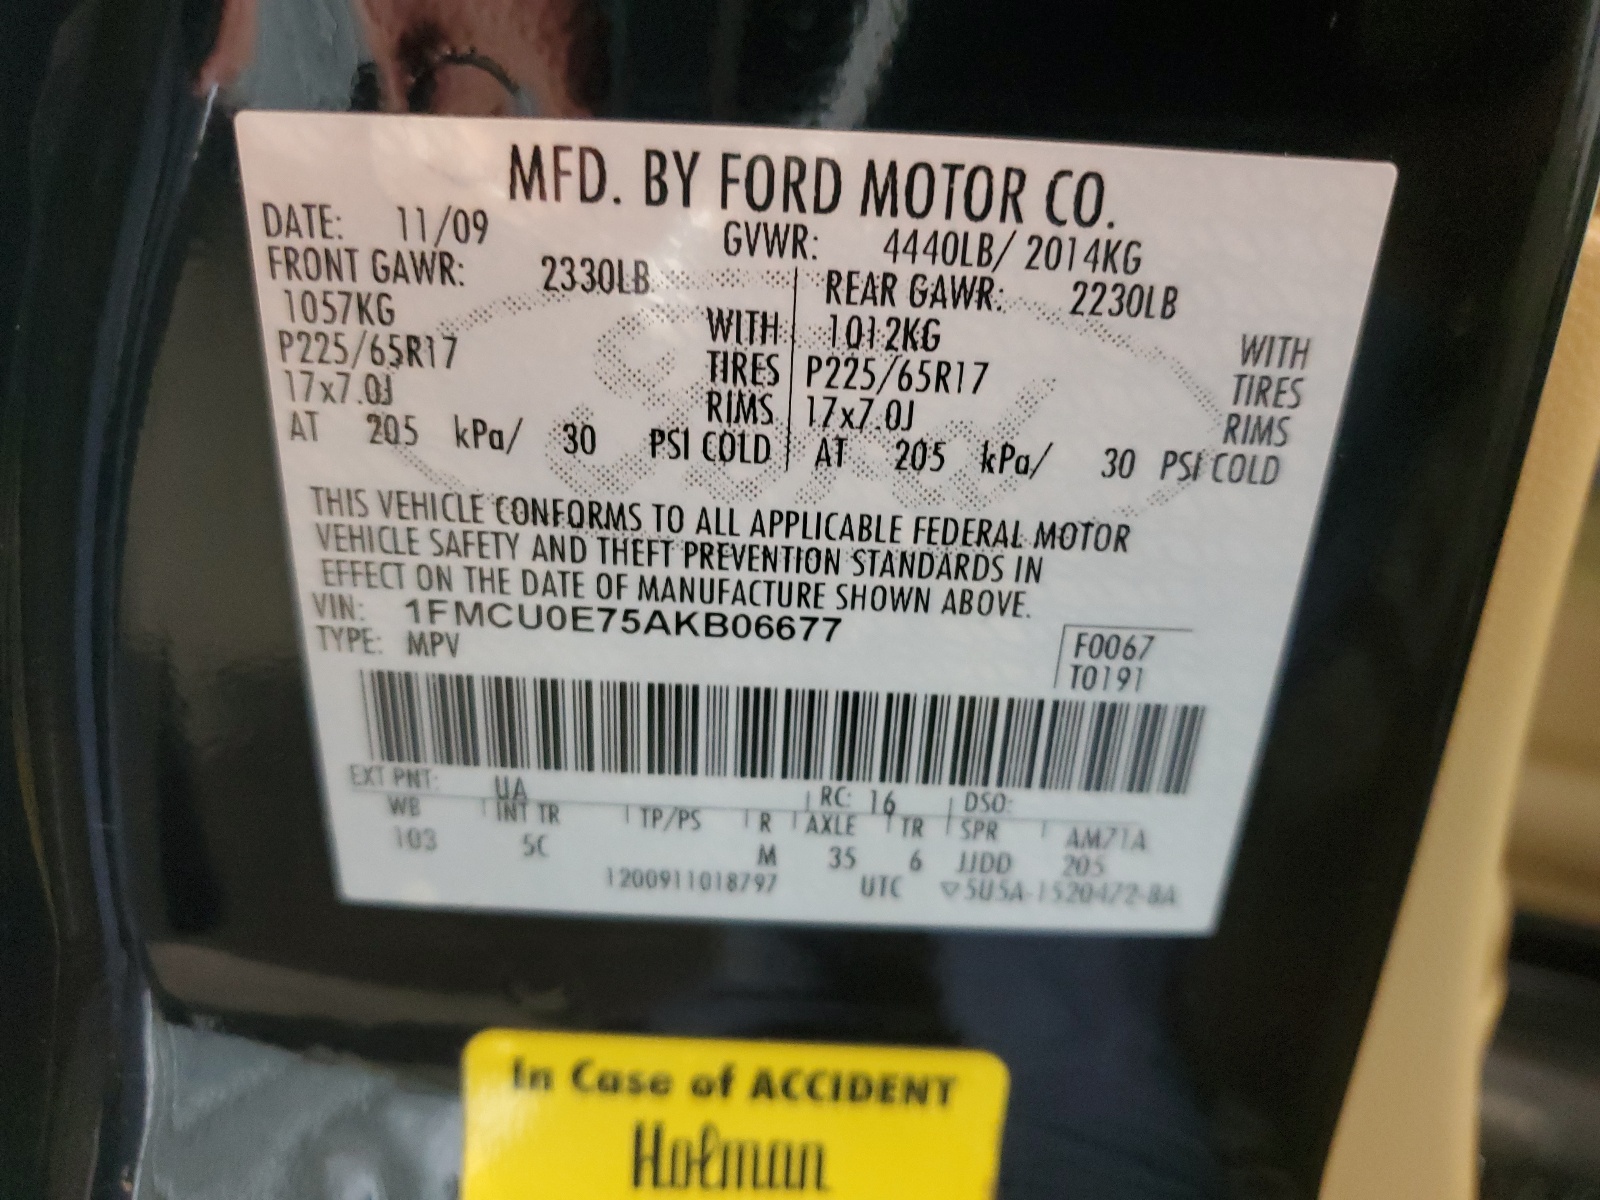 MFD. BY FORD MOTOR CO.
DATE: 11/09 GVWR: 4440LB/ 2014KG
FRONT GAWR: 2330LB REAR GAWR: 2230LB
1057KG WITH 1012KG WITH
P225/65R17 TIRES P225/65R17 TIRES
17x7.0J RIMS 17x7.0J RIMS
AT 205 kPa/ 30 PSI COLD AT 205 kPa/ 30 PSI COLD
THIS VEHICLE CONFORMS TO ALL APPLICABLE FEDERAL MOTOR
VEHICLE SAFETY AND THEFT PREVENTION STANDARDS IN
EFFECT ON THE DATE OF MANUFACTURE SHOWN ABOVE.
VIN: 1FMCU0E75AKB06677
TYPE: MPV
F0067
T0191
EXT PNT: UA RC: 16 DSO:
WB INT TR TP/PS R AXLE TR SPR AM71A
103 5C M 35 6 JJDD 205
1200911018797 UTC ▽5U5A-1520472-BA
In Case of ACCIDENT
Holman